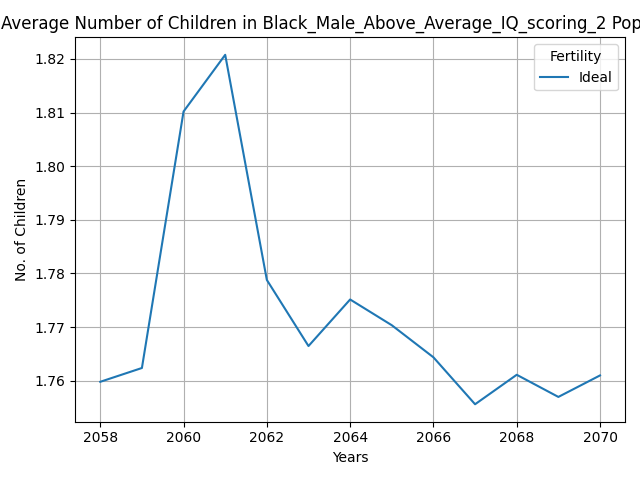 Average Number of Children in Black_Male_Above_Average_IQ_scoring_2 Pop
Fertility
Ideal
1.82
1.81
1.80
1.79
1.78
1.77
1.76
No. of Children
2058 2060 2062 2064 2066 2068 2070
Years